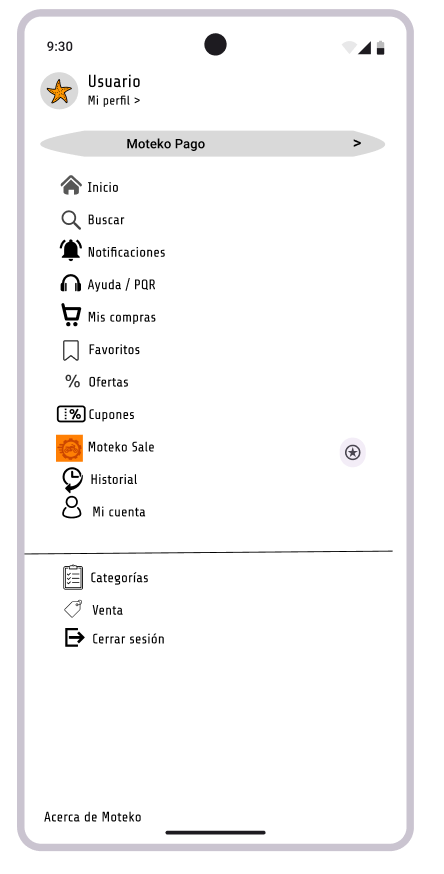 9:30
Usuario
Mi perfil >
Moteko Pago >
Inicio
Buscar
Notificaciones
Ayuda / PQR
Mis compras
Favoritos
% Ofertas
% Cupones
Moteko Sale
Historial
Mi cuenta
Categorías
Venta
Cerrar sesión
Acerca de Moteko